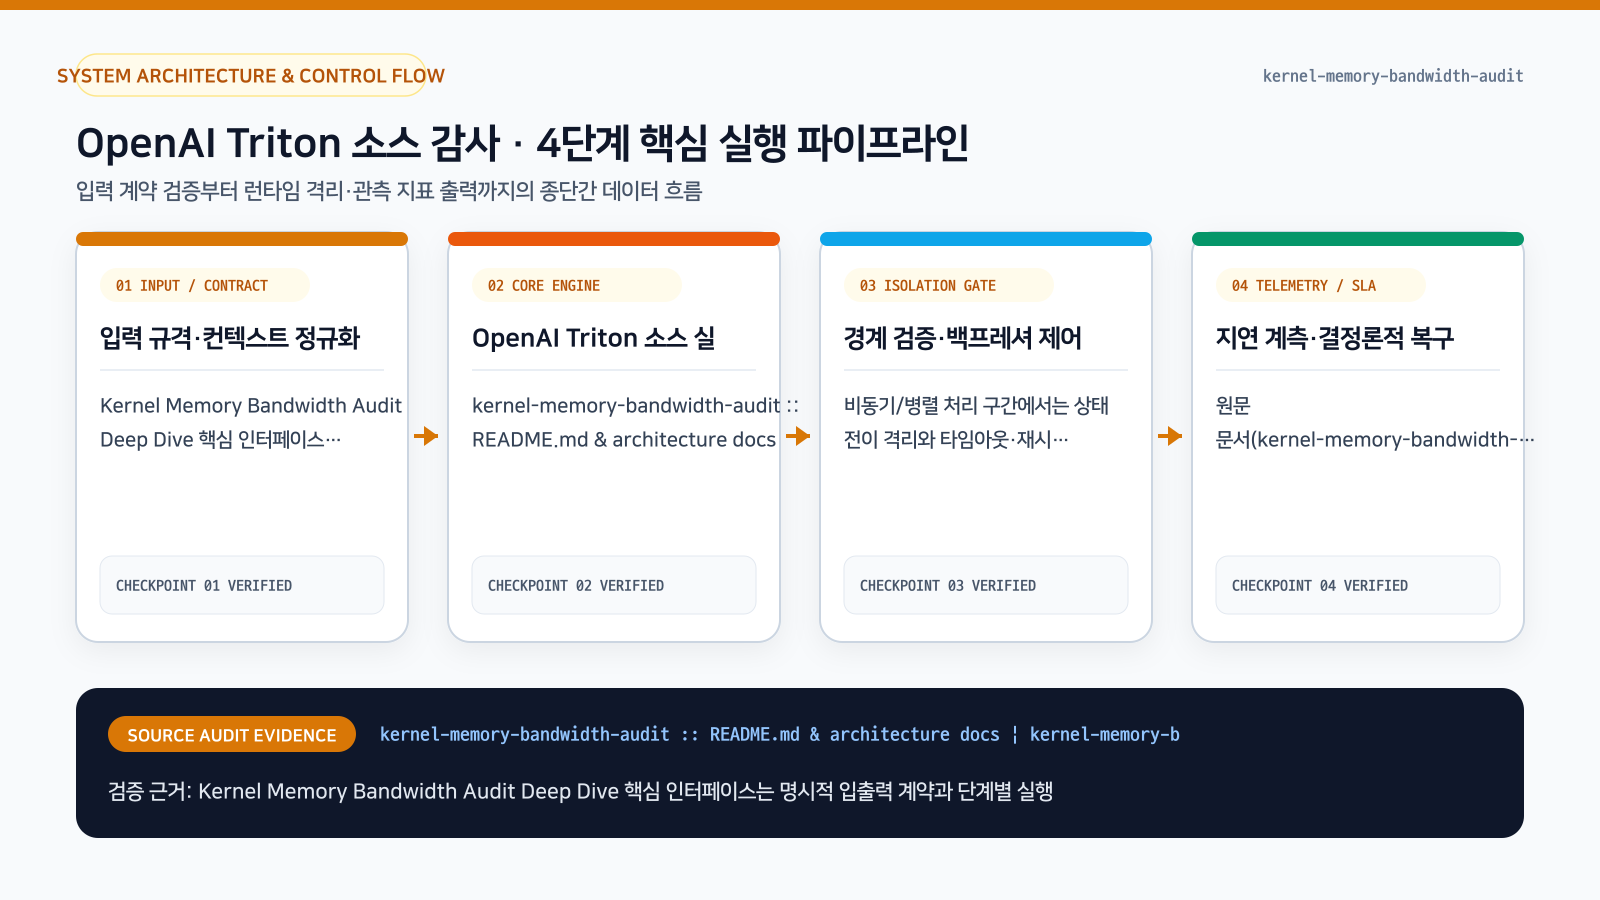 SYSTEM ARCHITECTURE & CONTROL FLOW
kernel-memory-bandwidth-audit
OpenAI Triton 소스 감사 · 4단계 핵심 실행 파이프라인
입력 계약 검증부터 런타임 격리·관측 지표 출력까지의 종단간 데이터 흐름
01 INPUT / CONTRACT
입력 규격·컨텍스트 정규화
Kernel Memory Bandwidth Audit
Deep Dive 핵심 인터페이스…
CHECKPOINT 01 VERIFIED
02 CORE ENGINE
OpenAI Triton 소스 실
kernel-memory-bandwidth-audit ::
README.md & architecture docs
CHECKPOINT 02 VERIFIED
03 ISOLATION GATE
경계 검증·백프레셔 제어
비동기/병렬 처리 구간에서는 상태
전이 격리와 타임아웃·재시…
CHECKPOINT 03 VERIFIED
04 TELEMETRY / SLA
지연 계측·결정론적 복구
원문
문서(kernel-memory-bandwidth-…
CHECKPOINT 04 VERIFIED
SOURCE AUDIT EVIDENCE
kernel-memory-bandwidth-audit :: README.md & architecture docs ¦ kernel-memory-b
검증 근거: Kernel Memory Bandwidth Audit Deep Dive 핵심 인터페이스는 명시적 입출력 계약과 단계별 실행